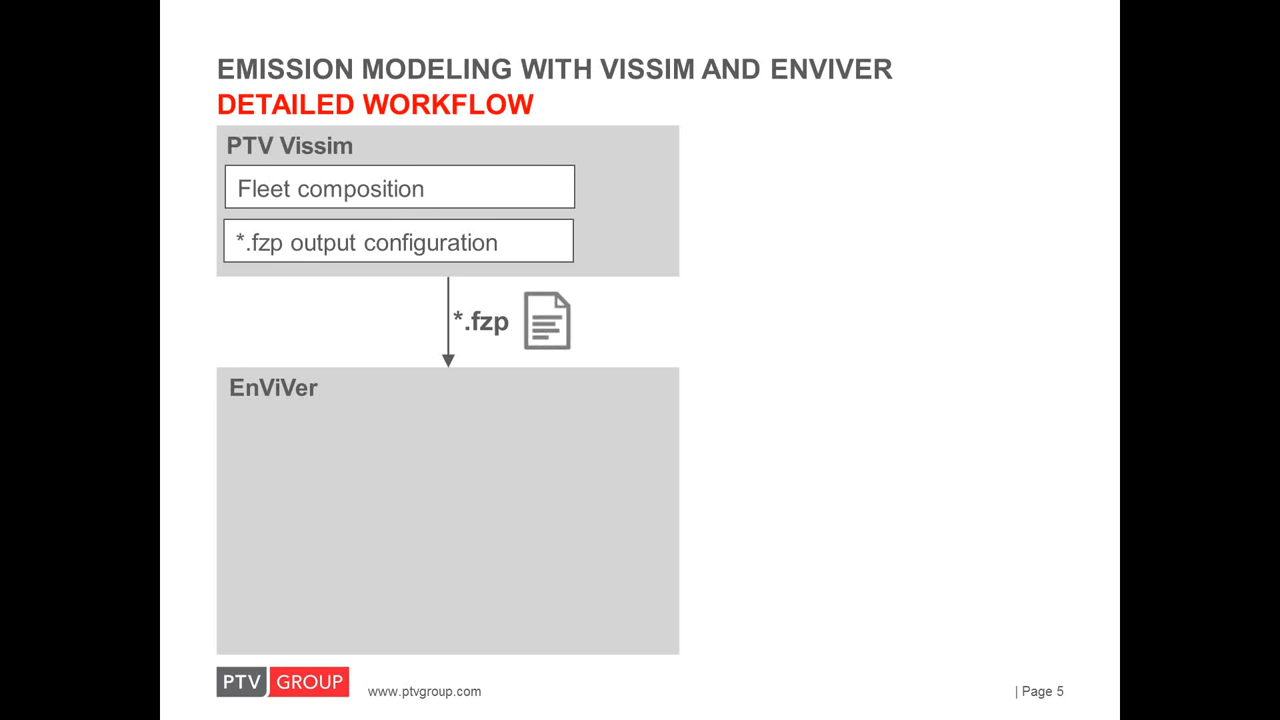 EMISSION MODELING WITH VISSIM AND ENVIVER
DETAILED WORKFLOW
PTV Vissim
Fleet composition
*.fzp output configuration
*.fzp
EnViVer
PTV GROUP
www.ptvgroup.com
| Page 5